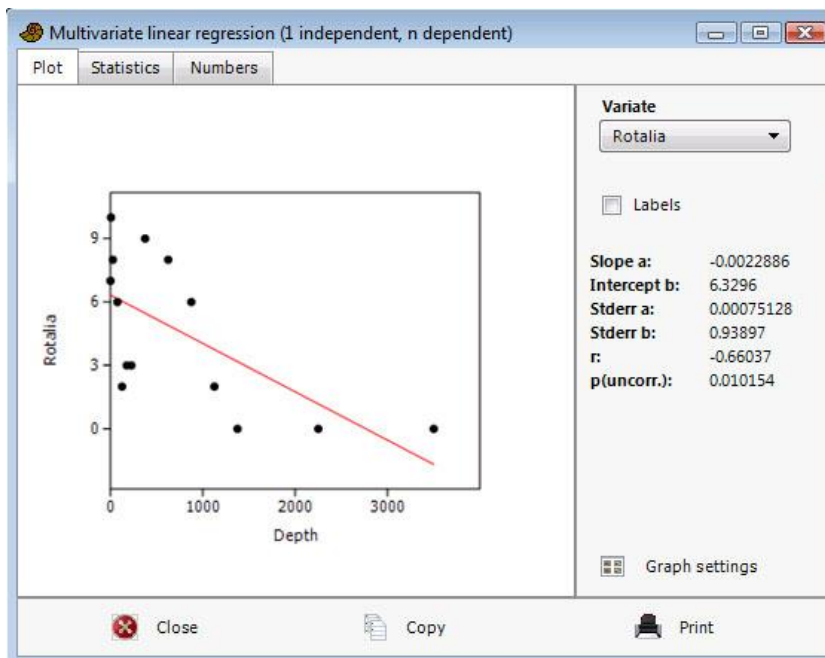 Multivariate linear regression (1 independent, n dependent)
Plot Statistics Numbers
Variate
Rotalia
Labels
Slope a: -0.0022886
Intercept b: 6.3296
Stderr a: 0.00075128
Stderr b: 0.93897
r: -0.66037
p(uncorr.): 0.010154
Rotalia
9
6
3
0
0 1000 2000 3000
Depth
Graph settings
Close Copy Print